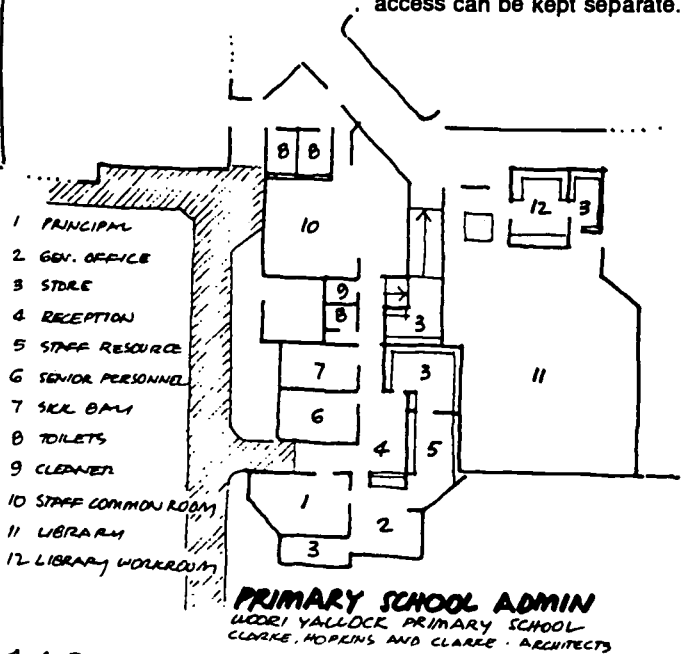 access can be kept separate.
8 8
12 3
10
1 PRINCIPAL
2 GEN. OFFICE
3 STORE
4 RECEPTION
5 STAFF RESOURCE
6 SENIOR PERSONNEL
7 SICK BAY
8 TOILETS
9 CLEANER
10 STAFF COMMON ROOM
11 LIBRARY
12 LIBRARY WORKROOM
9
8
3
7
3
11
6
4
5
1
2
3
PRIMARY SCHOOL ADMIN
WOORI YALLOCK PRIMARY SCHOOL
CLARKE, HOPKINS AND CLARKE · ARCHITECTS